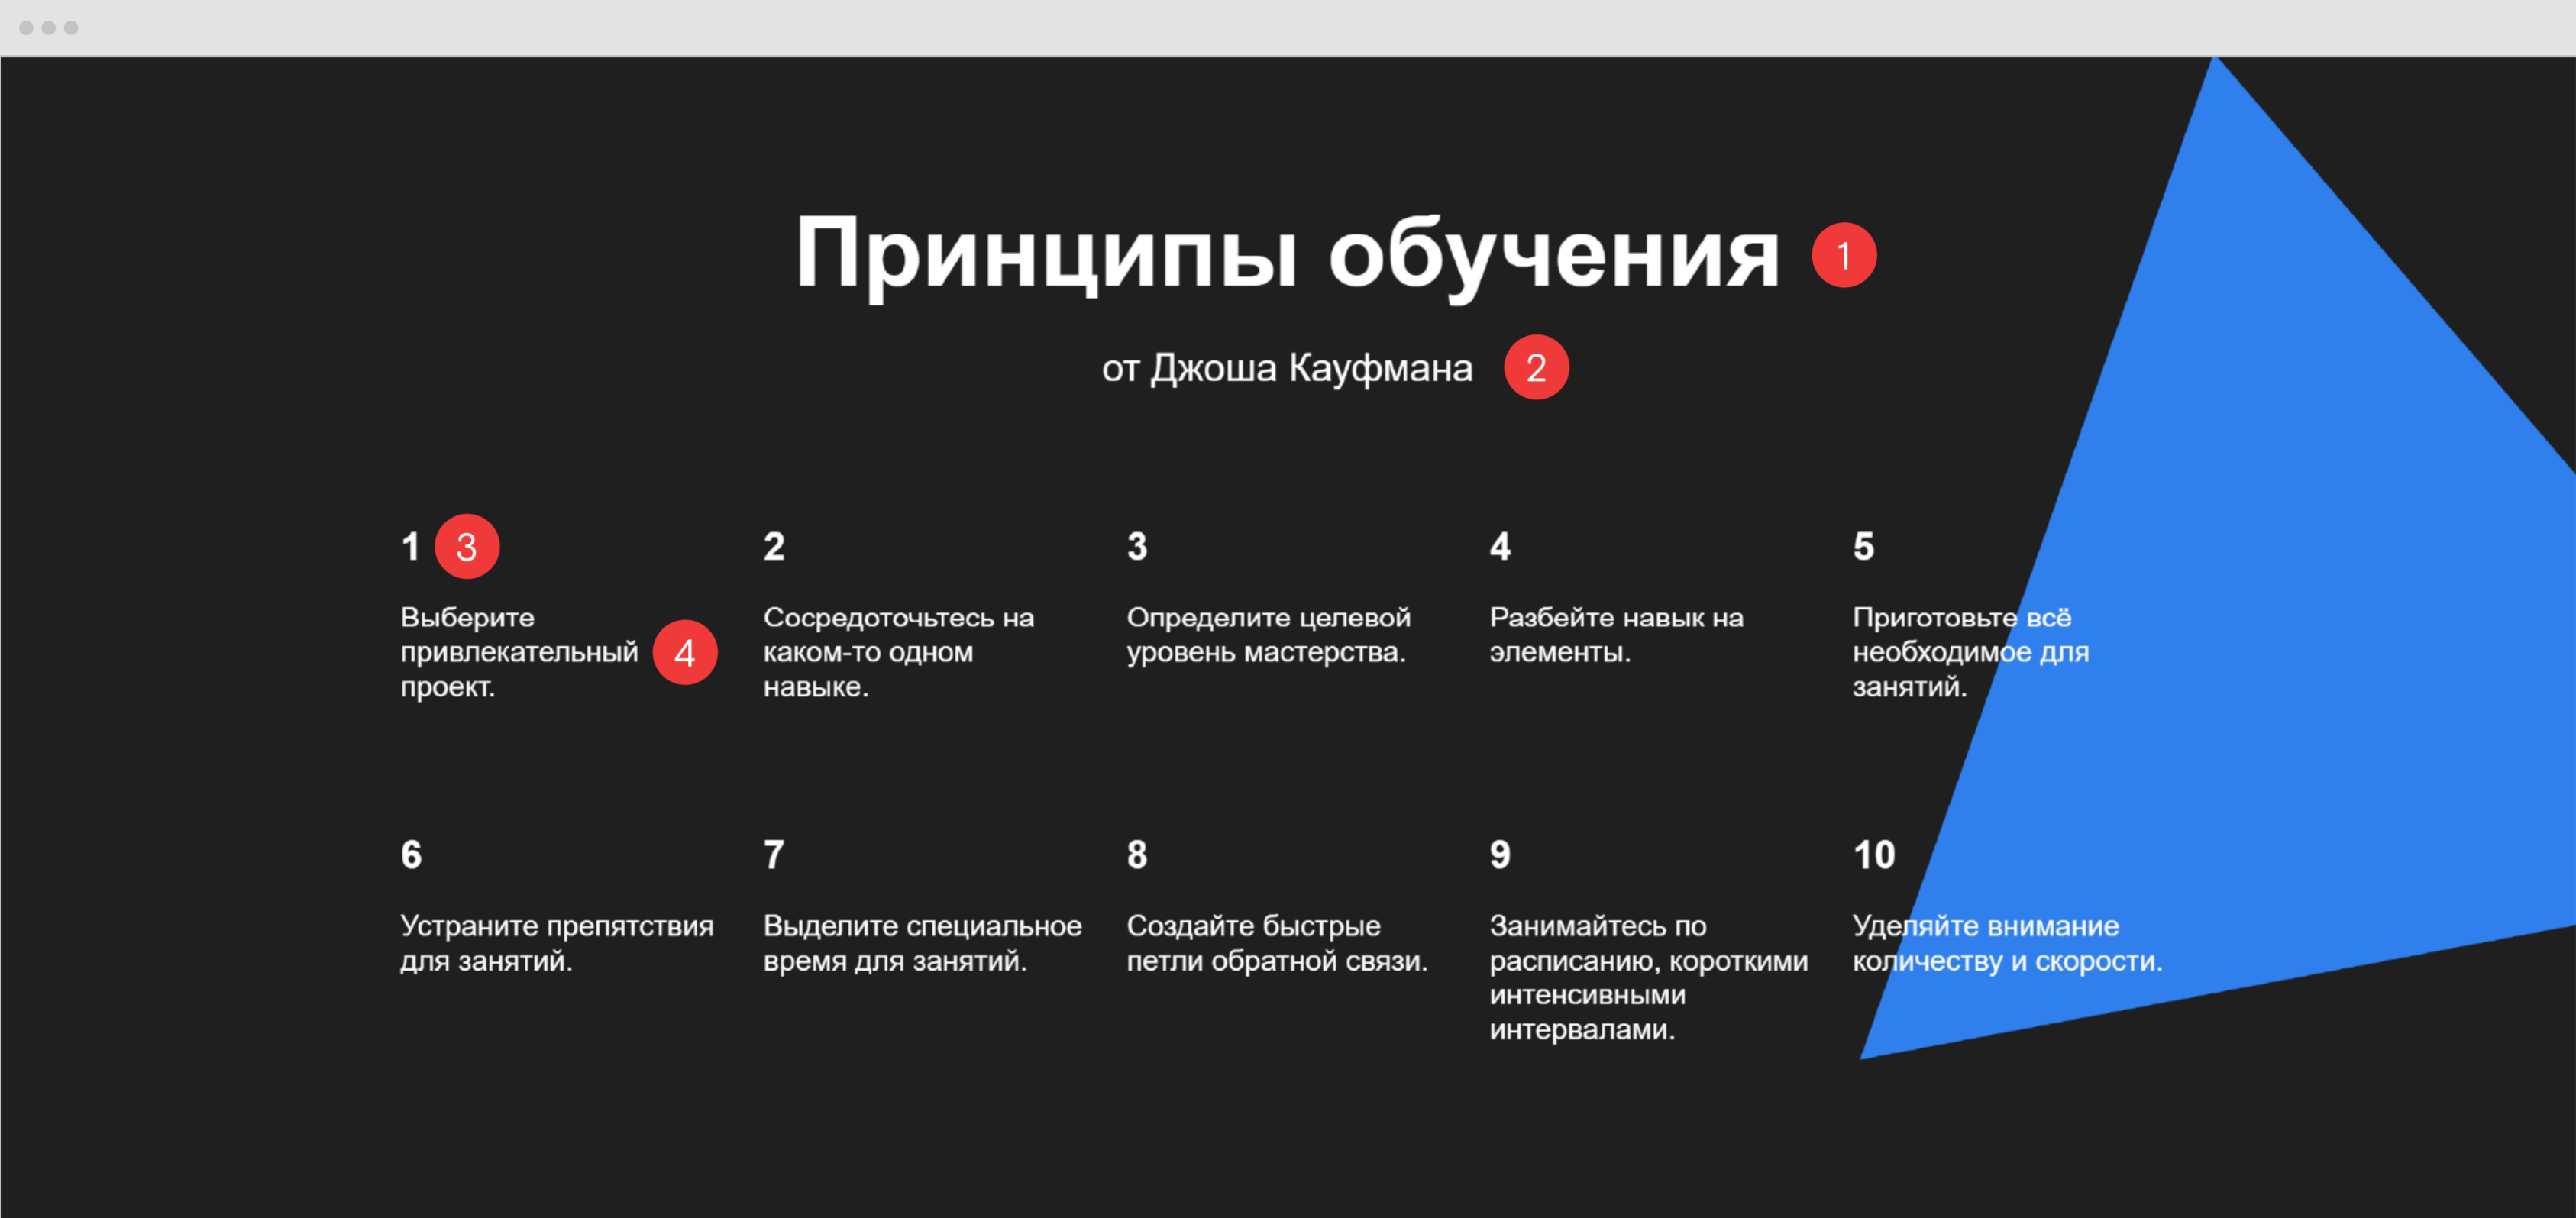 Принципы обучения 1
от Джоша Кауфмана 2
1 3
Выберите
привлекательный 4
проект.
2
Сосредоточьтесь на
каком-то одном
навыке.
3
Определите целевой
уровень мастерства.
4
Разбейте навык на
элементы.
5
Приготовьте всё
необходимое для
занятий.
6
Устраните препятствия
для занятий.
7
Выделите специальное
время для занятий.
8
Создайте быстрые
петли обратной связи.
9
Занимайтесь по
расписанию, короткими
интенсивными
интервалами.
10
Уделяйте внимание
количеству и скорости.